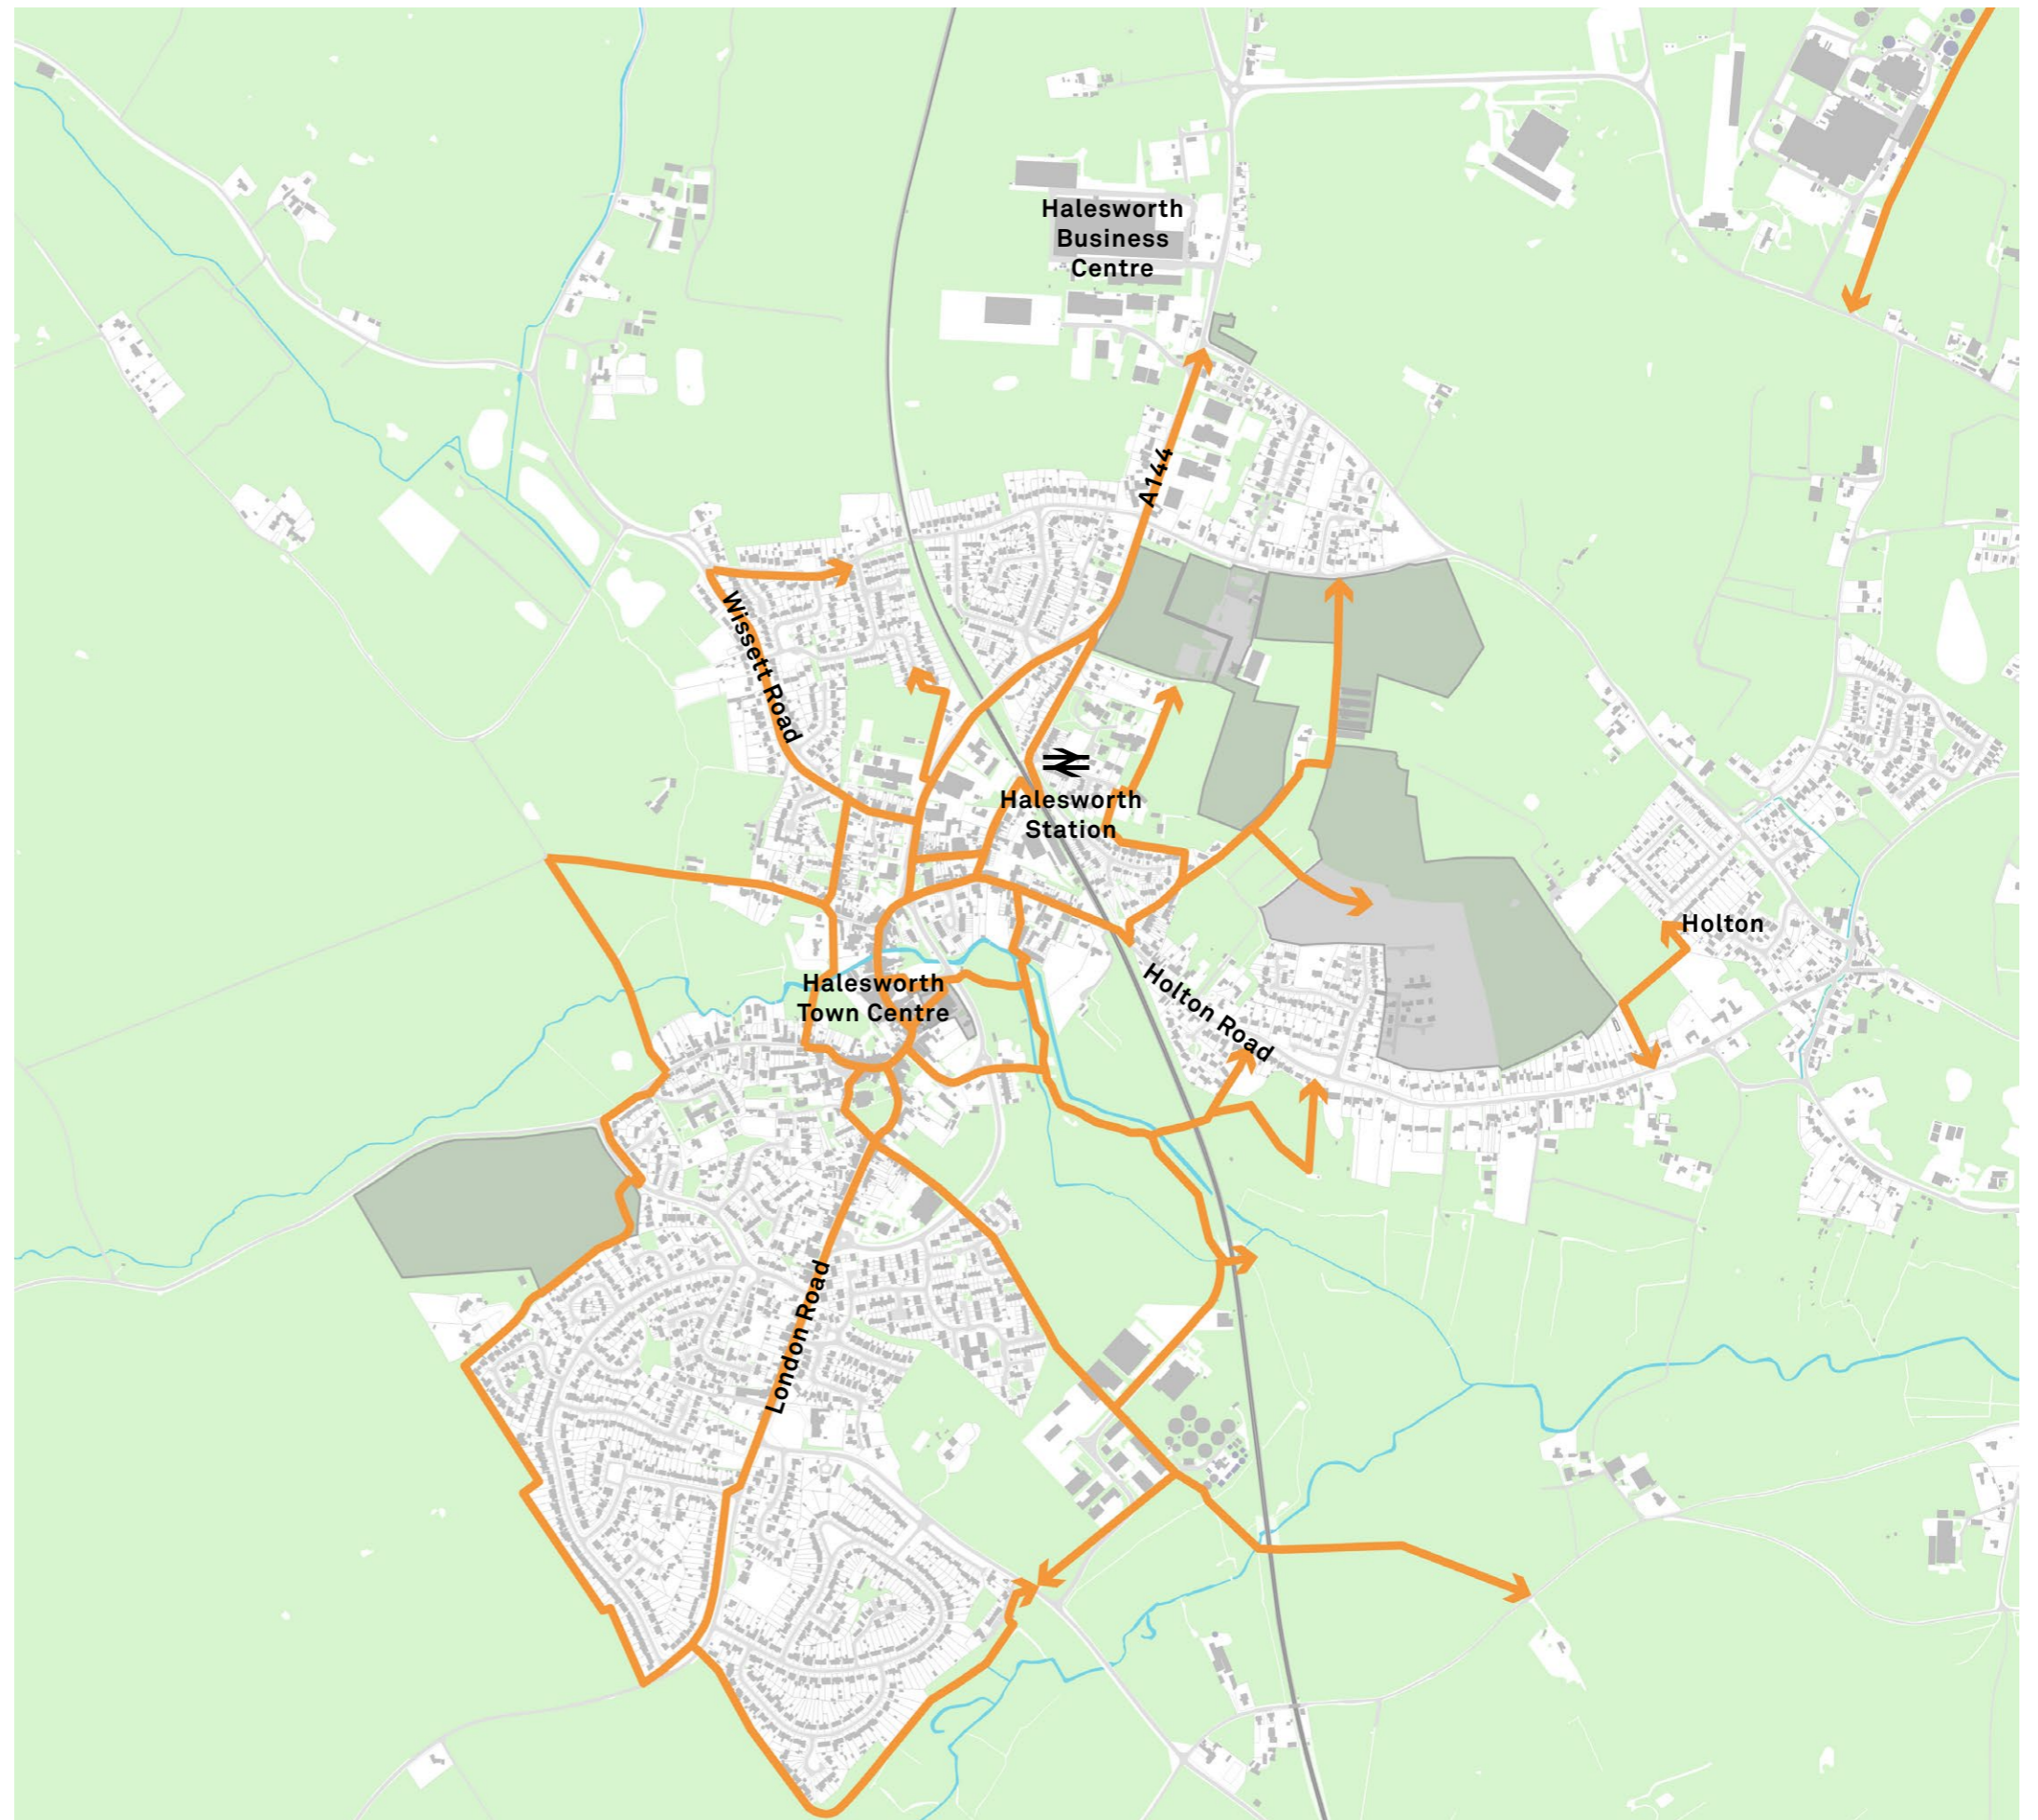 Halesworth
Business
Centre
A144
Wissett Road
Halesworth
Station
Holton
Halesworth
Town Centre
Holton Road
London Road